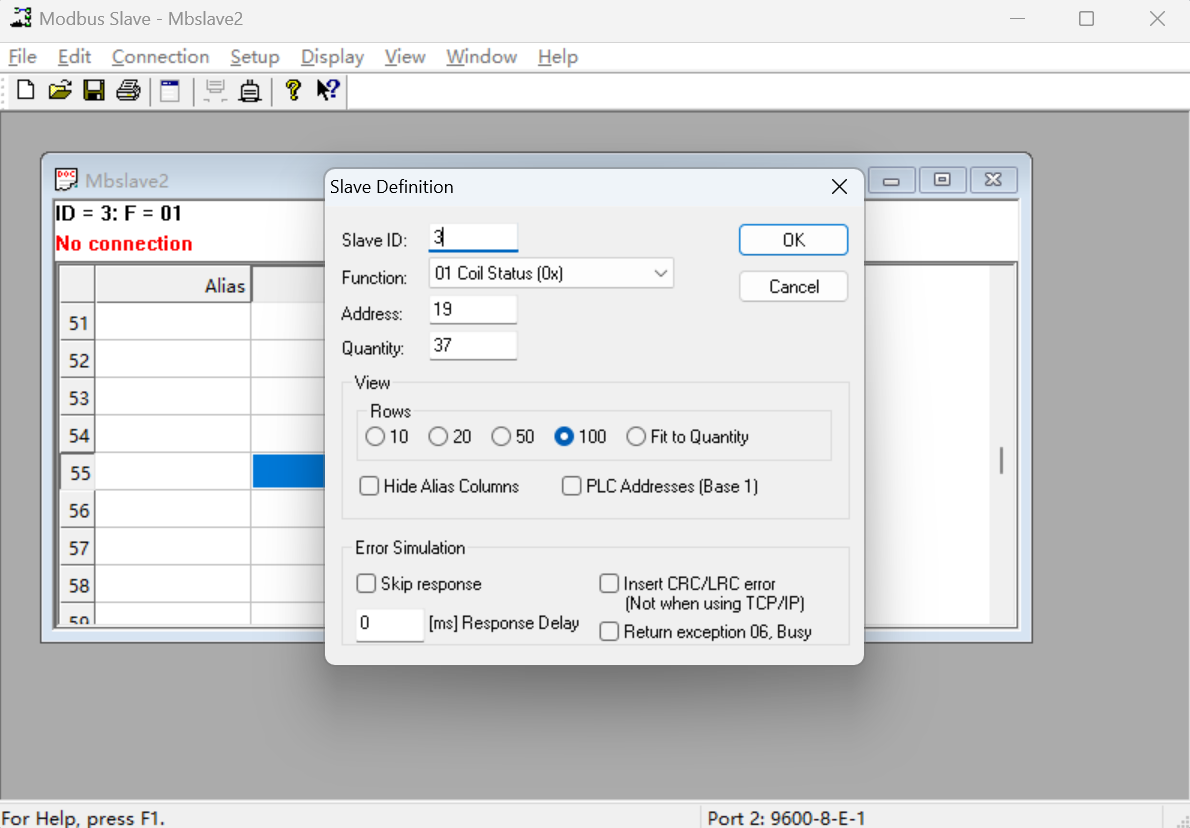 Modbus Slave - Mbslave2
File Edit Connection Setup Display View Window Help
Mbslave2
ID = 3: F = 01
No connection
Alias
51
52
53
54
55
56
57
58
59
Slave Definition
Slave ID: 3
OK
Function: 01 Coil Status (0x)
Cancel
Address: 19
Quantity: 37
View
Rows
10 20 50 100 Fit to Quantity
Hide Alias Columns PLC Addresses (Base 1)
Error Simulation
Skip response
Insert CRC/LRC error
(Not when using TCP/IP)
0 [ms] Response Delay
Return exception 06, Busy
For Help, press F1.
Port 2: 9600-8-E-1